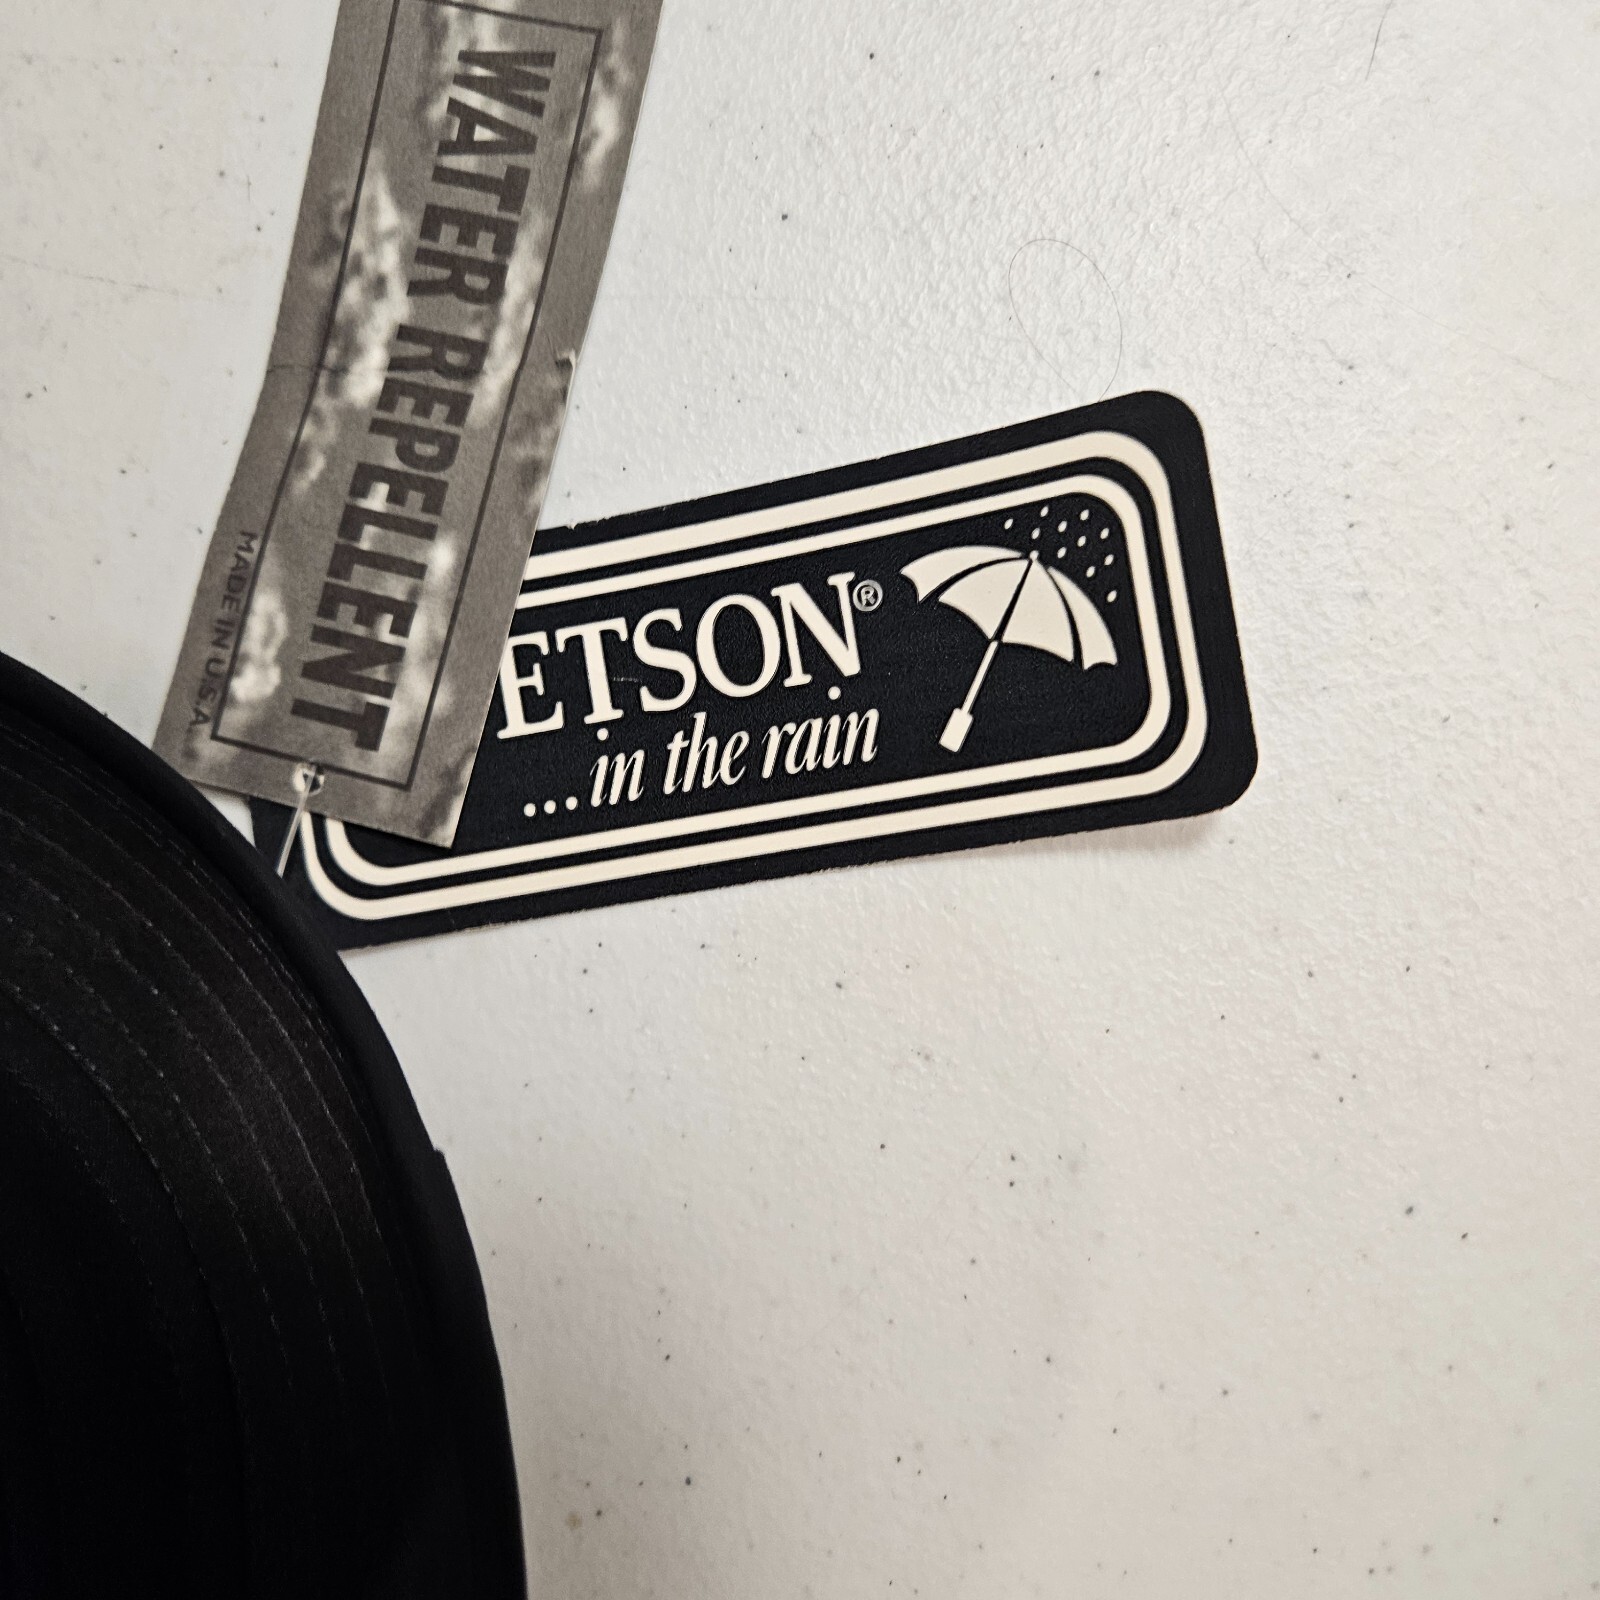 WATER REPELLENT
MADE IN U.S.A.
ETSON®
...in the rain